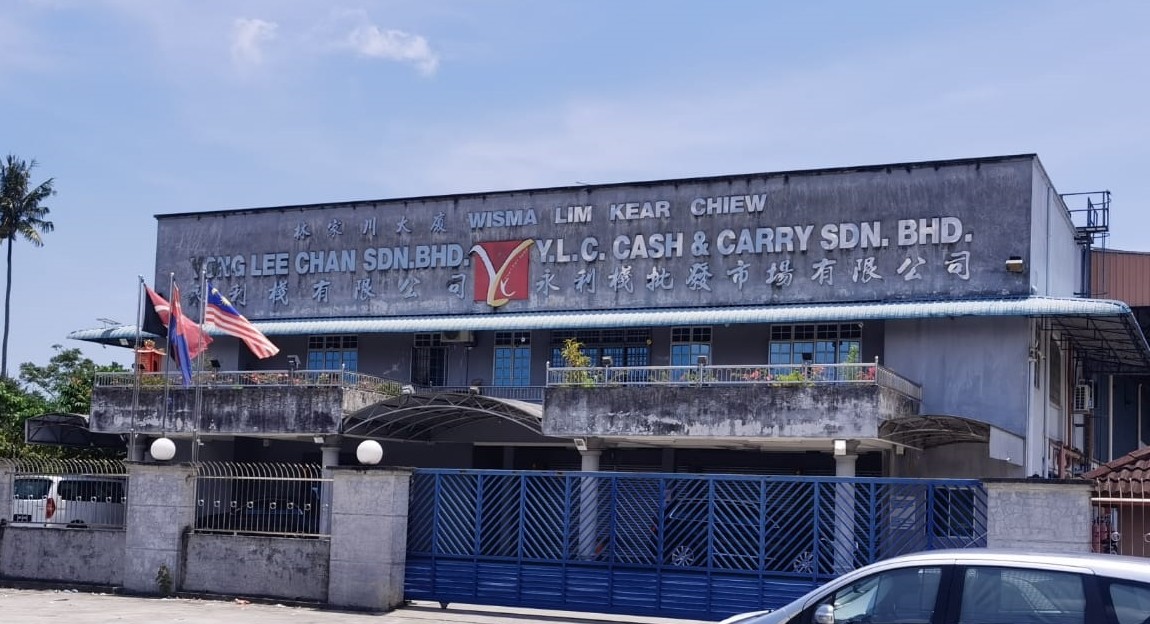 林家川大廈 WISMA LIM KEAR CHIEW
YONG LEE CHAN SDN.BHD.
永利棧有限公司
Y.L.C. CASH & CARRY SDN. BHD.
永利棧批發市場有限公司